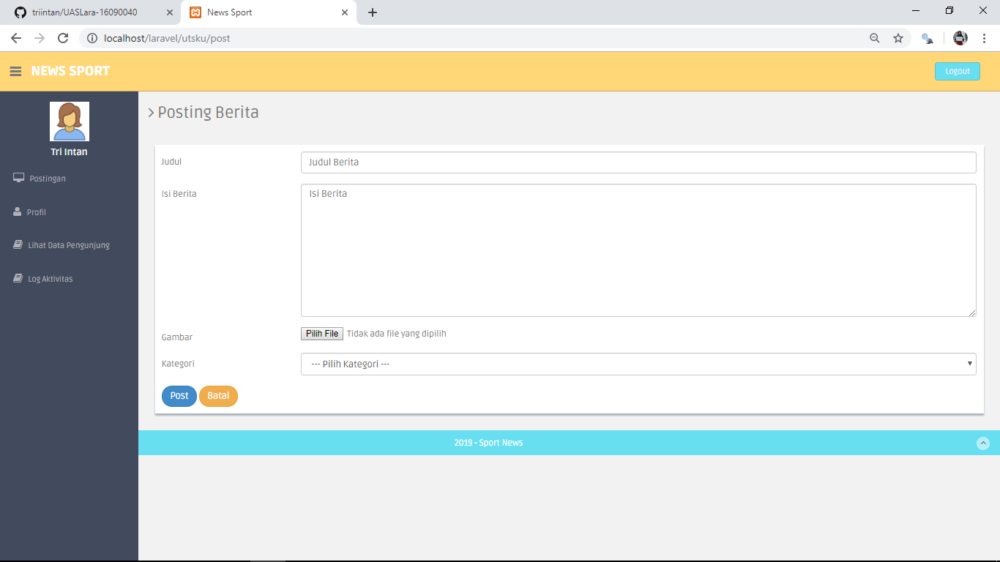 triintan/UASLara-16090040
News Sport
localhost/laravel/utsku/post
NEWS SPORT
Logout
Tri Intan
Postingan
Profil
Lihat Data Pengunjung
Log Aktivitas
Posting Berita
Judul
Judul Berita
Isi Berita
Isi Berita
Gambar
Pilih File Tidak ada file yang dipilih
Kategori
--- Pilih Kategori ---
Post Batal
2019 - Sport News